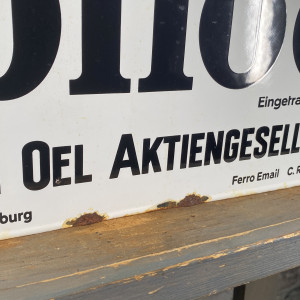 Eingetra
OEL AKTIENGESELL
burg
Ferro Email C. R